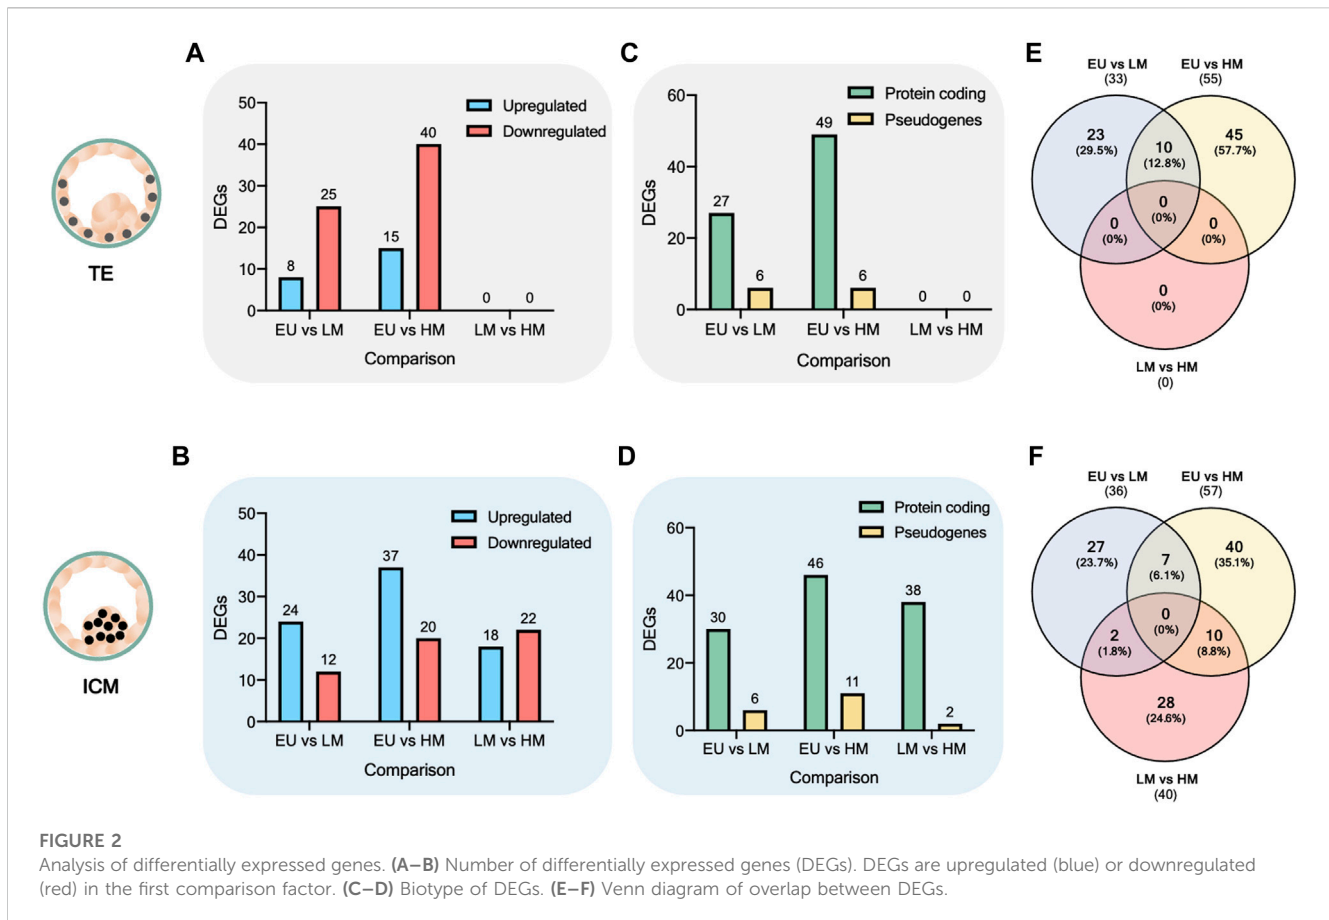 A
50
40
30
20
10
0
DEGs
Upregulated
Downregulated
8
25
15
40
0
0
EU vs LM
EU vs HM
LM vs HM
Comparison
TE
C
60
40
20
0
DEGs
Protein coding
Pseudogenes
27
6
49
6
0
0
EU vs LM
EU vs HM
LM vs HM
Comparison
E
EU vs LM
(33)
EU vs HM
(55)
23
(29.5%)
10
(12.8%)
45
(57.7%)
0
(0%)
0
(0%)
0
(0%)
0
(0%)
LM vs HM
(0)
B
50
40
30
20
10
0
DEGs
Upregulated
Downregulated
24
12
37
20
18
22
EU vs LM
EU vs HM
LM vs HM
Comparison
ICM
D
60
40
20
0
DEGs
Protein coding
Pseudogenes
30
6
46
11
38
2
EU vs LM
EU vs HM
LM vs HM
Comparison
F
EU vs LM
(36)
EU vs HM
(57)
27
(23.7%)
7
(6.1%)
40
(35.1%)
0
(0%)
2
(1.8%)
10
(8.8%)
28
(24.6%)
LM vs HM
(40)
FIGURE 2
Analysis of differentially expressed genes. (A–B) Number of differentially expressed genes (DEGs). DEGs are upregulated (blue) or downregulated
(red) in the first comparison factor. (C–D) Biotype of DEGs. (E–F) Venn diagram of overlap between DEGs.